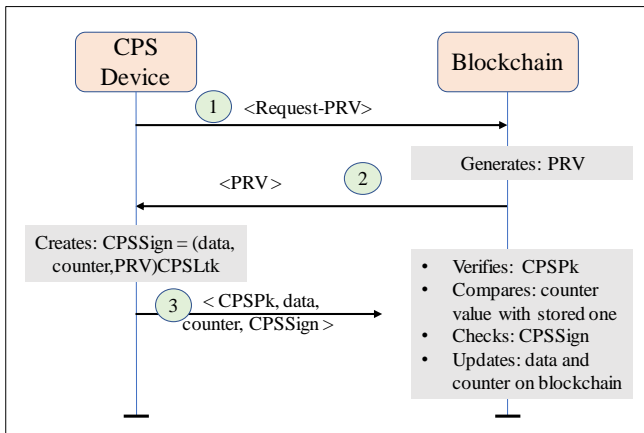 CPS
Device
Blockchain
1
<Request-PRV>
Generates: PRV
2
<PRV>
Creates: CPSSign = (data,
counter,PRV)CPSLtk
3
< CPSPk, data,
counter, CPSSign >
• Verifies: CPSPk
• Compares: counter
value with stored one
• Checks: CPSSign
• Updates: data and
counter on blockchain